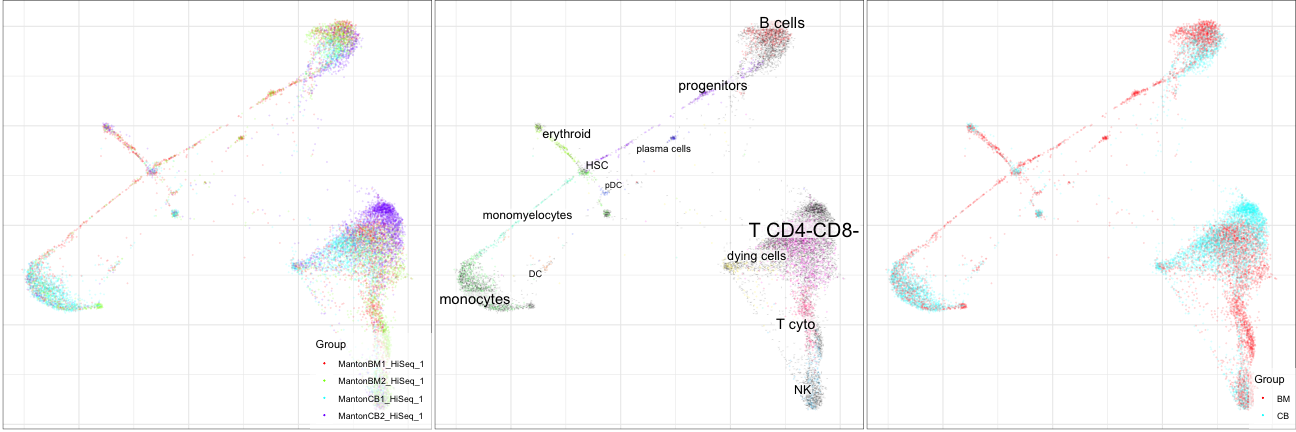 B cells
progenitors
erythroid
plasma cells
HSC
pDC
monomyelocytes
T CD4-CD8-
dying cells
DC
monocytes
T cyto
NK
Group
MantonBM1_HiSeq_1
MantonBM2_HiSeq_1
MantonCB1_HiSeq_1
MantonCB2_HiSeq_1
Group
BM
CB